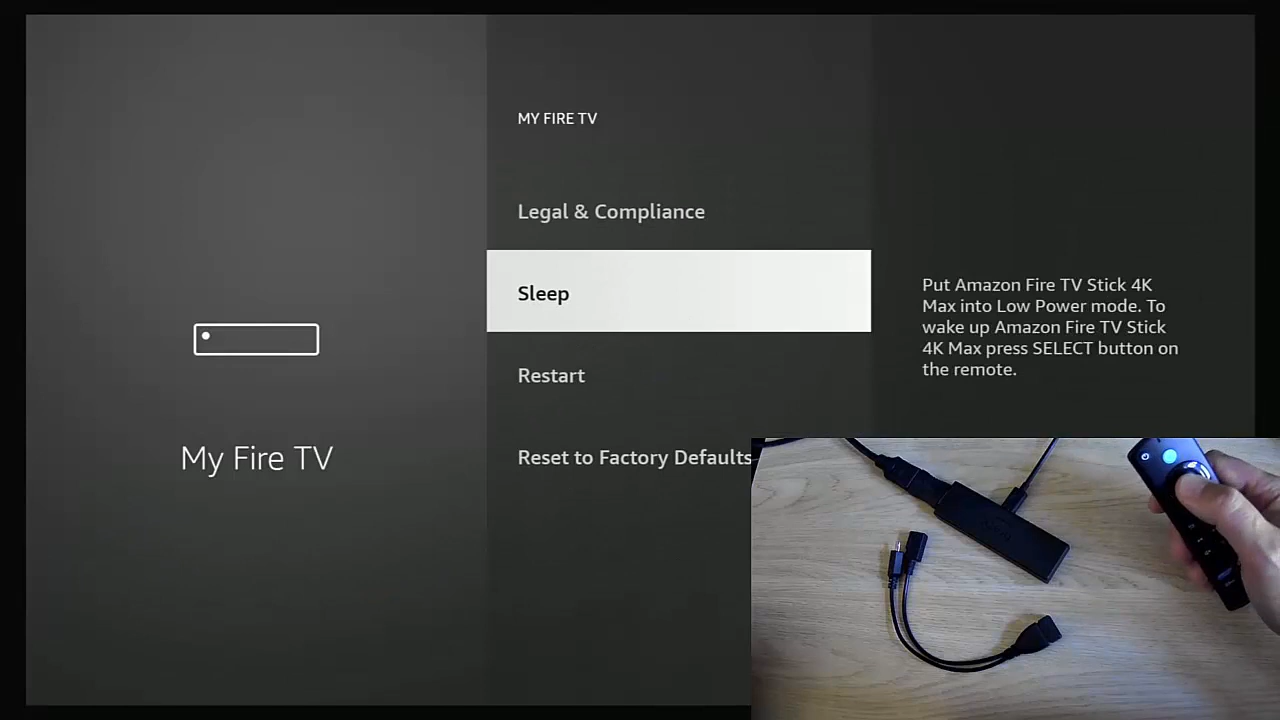 MY FIRE TV
Legal & Compliance
Sleep
Restart
Reset to Factory Defaults
My Fire TV
Put Amazon Fire TV Stick 4K
Max into Low Power mode. To
wake up Amazon Fire TV Stick
4K Max press SELECT button on
the remote.